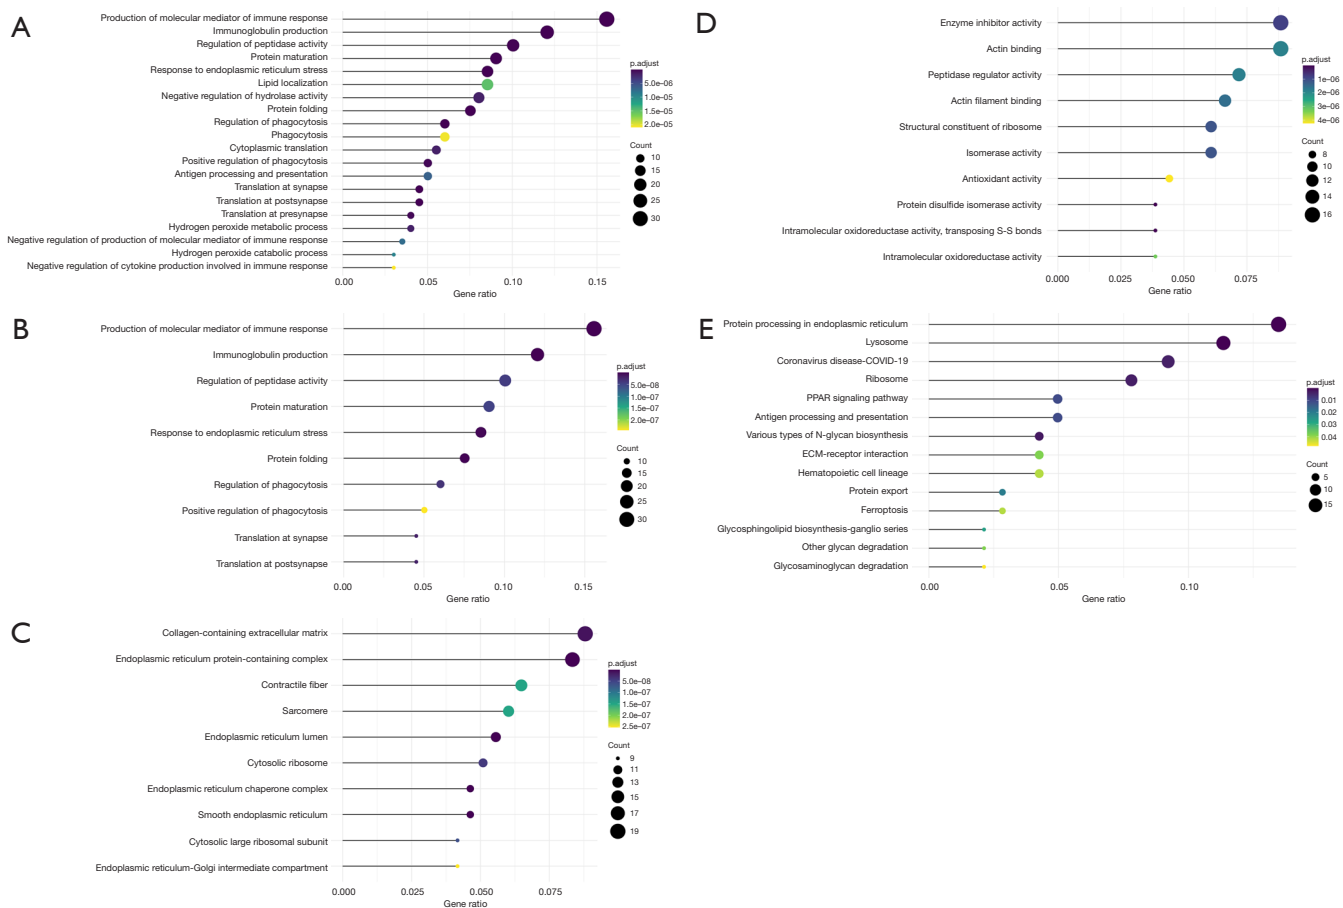 A
Production of molecular mediator of immune response
Immunoglobulin production
Regulation of peptidase activity
Protein maturation
Response to endoplasmic reticulum stress
Lipid localization
Negative regulation of hydrolase activity
Protein folding
Regulation of phagocytosis
Phagocytosis
Cytoplasmic translation
Positive regulation of phagocytosis
Antigen processing and presentation
Translation at synapse
Translation at postsynapse
Translation at presynapse
Hydrogen peroxide metabolic process
Negative regulation of production of molecular mediator of immune response
Hydrogen peroxide catabolic process
Negative regulation of cytokine production involved in immune response
0.00 0.05 0.10 0.15
Gene ratio
p.adjust
5.0e−06
1.0e−05
1.5e−05
2.0e−05
Count
10
15
20
25
30
B
Production of molecular mediator of immune response
Immunoglobulin production
Regulation of peptidase activity
Protein maturation
Response to endoplasmic reticulum stress
Protein folding
Regulation of phagocytosis
Positive regulation of phagocytosis
Translation at synapse
Translation at postsynapse
0.00 0.05 0.10 0.15
Gene ratio
p.adjust
5.0e−08
1.0e−07
1.5e−07
2.0e−07
Count
10
15
20
25
30
C
Collagen-containing extracellular matrix
Endoplasmic reticulum protein-containing complex
Contractile fiber
Sarcomere
Endoplasmic reticulum lumen
Cytosolic ribosome
Endoplasmic reticulum chaperone complex
Smooth endoplasmic reticulum
Cytosolic large ribosomal subunit
Endoplasmic reticulum-Golgi intermediate compartment
0.000 0.025 0.050 0.075
Gene ratio
p.adjust
5.0e−08
1.0e−07
1.5e−07
2.0e−07
2.5e−07
Count
9
11
13
15
17
19
D
Enzyme inhibitor activity
Actin binding
Peptidase regulator activity
Actin filament binding
Structural constituent of ribosome
Isomerase activity
Antioxidant activity
Protein disulfide isomerase activity
Intramolecular oxidoreductase activity, transposing S-S bonds
Intramolecular oxidoreductase activity
0.000 0.025 0.050 0.075
Gene ratio
p.adjust
1e−06
2e−06
3e−06
4e−06
Count
8
10
12
14
16
E
Protein processing in endoplasmic reticulum
Lysosome
Coronavirus disease-COVID-19
Ribosome
PPAR signaling pathway
Antigen processing and presentation
Various types of N-glycan biosynthesis
ECM-receptor interaction
Hematopoietic cell lineage
Protein export
Ferroptosis
Glycosphingolipid biosynthesis-ganglio series
Other glycan degradation
Glycosaminoglycan degradation
0.00 0.05 0.10
Gene ratio
p.adjust
0.01
0.02
0.03
0.04
Count
5
10
15